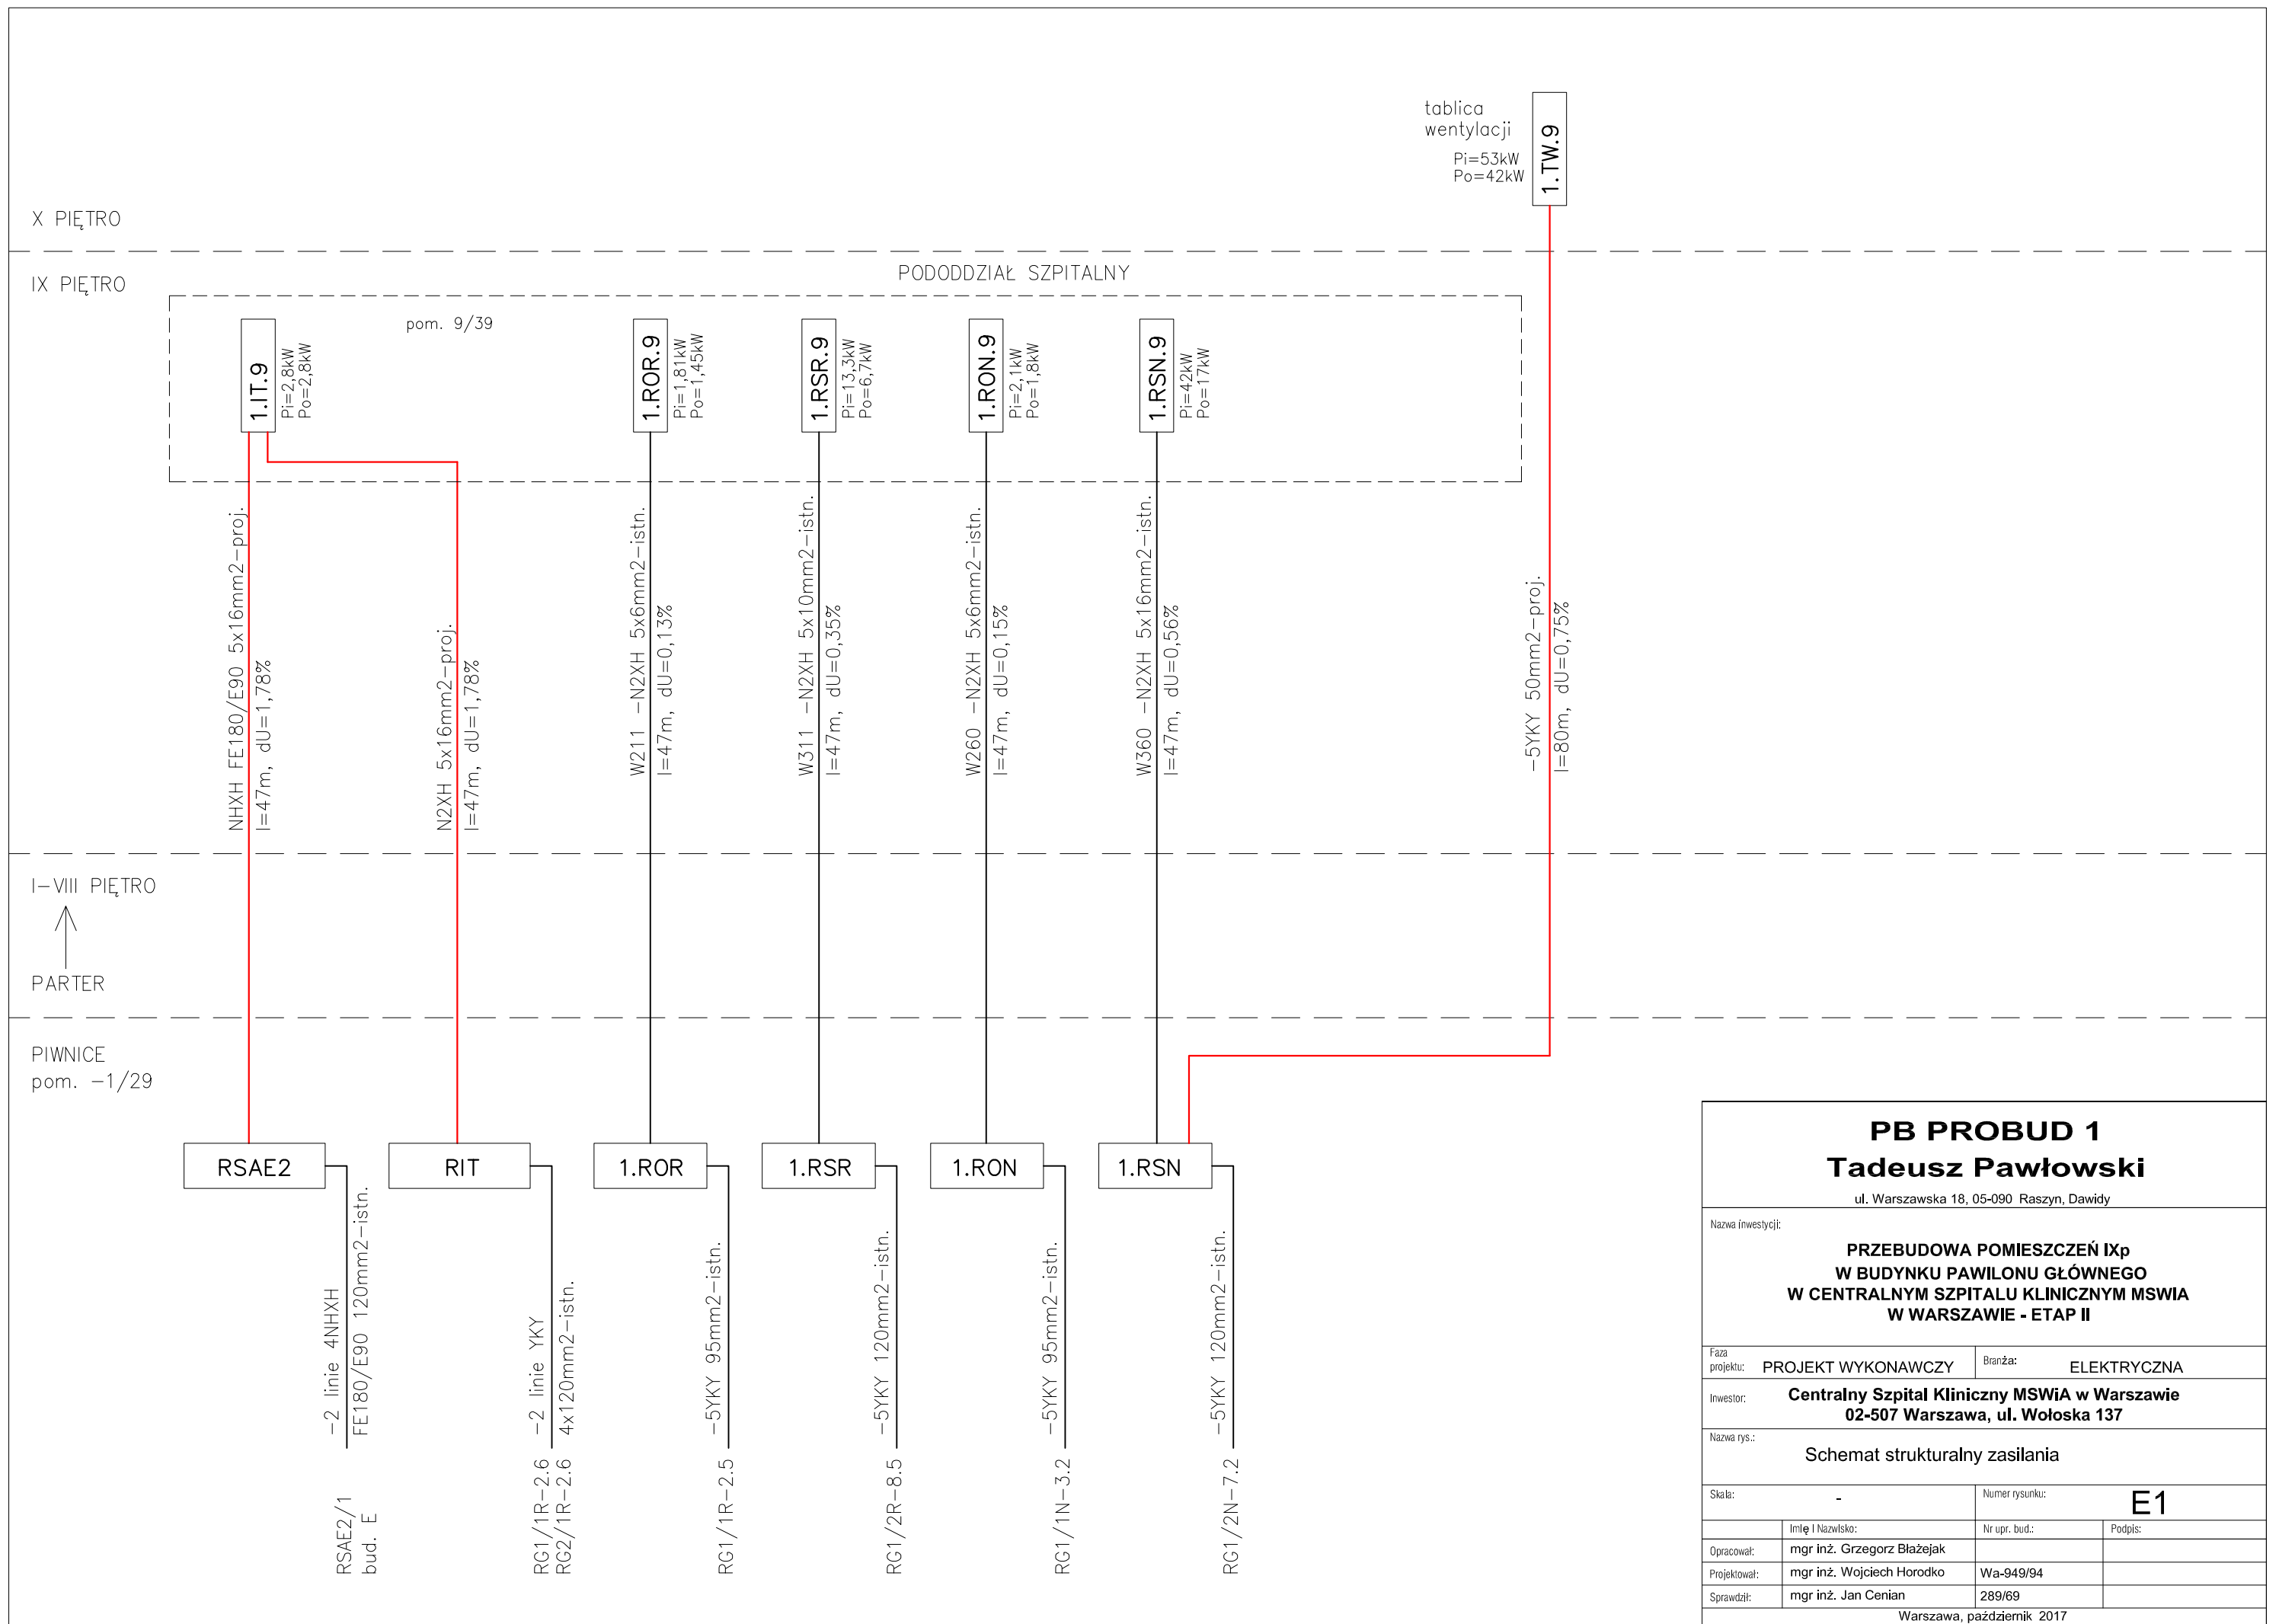 tablica
wentylacji
Pi=53kW
Po=42kW
1.TW.9
X PIĘTRO
IX PIĘTRO
PODODDZIAŁ SZPITALNY
pom. 9/39
1.IT.9
Pi=2,8kW
Po=2,8kW
1.ROR.9
Pi=1,81kW
Po=1,45kW
1.RSR.9
Pi=13,3kW
Po=6,7kW
1.RON.9
Pi=2,1kW
Po=1,8kW
1.RSN.9
Pi=42kW
Po=17kW
NHXH FE180/E90 5x16mm2-proj.
l=47m, dU=1,78%
N2XH 5x16mm2-proj.
l=47m, dU=1,78%
W211 -N2XH 5x6mm2-istn.
l=47m, dU=0,13%
W311 -N2XH 5x10mm2-istn.
l=47m, dU=0,35%
W260 -N2XH 5x6mm2-istn.
l=47m, dU=0,15%
W360 -N2XH 5x16mm2-istn.
l=47m, dU=0,56%
-5YKY 50mm2-proj.
l=80m, dU=0,75%
I-VIII PIĘTRO
PARTER
PIWNICE
pom. -1/29
RSAE2
RIT
1.ROR
1.RSR
1.RON
1.RSN
-2 linie 4NHXH
FE180/E90 120mm2-istn.
-2 linie YKY
4x120mm2-istn.
-5YKY 95mm2-istn.
-5YKY 120mm2-istn.
-5YKY 95mm2-istn.
-5YKY 120mm2-istn.
RSAE2/1
bud. E
RG1/1R-2.6
RG2/1R-2.6
RG1/1R-2.5
RG1/2R-8.5
RG1/1N-3.2
RG1/2N-7.2
PB PROBUD 1
Tadeusz Pawłowski
ul. Warszawska 18, 05-090 Raszyn, Dawidy
Nazwa inwestycji:
PRZEBUDOWA POMIESZCZEŃ IXp
W BUDYNKU PAWILONU GŁÓWNEGO
W CENTRALNYM SZPITALU KLINICZNYM MSWIA
W WARSZAWIE - ETAP II
Faza
projektu: PROJEKT WYKONAWCZY Branża: ELEKTRYCZNA
Inwestor: Centralny Szpital Kliniczny MSWiA w Warszawie
02-507 Warszawa, ul. Wołoska 137
Nazwa rys.:
Schemat strukturalny zasilania
Skala: - Numer rysunku: E1
Imię i Nazwisko: Nr upr. bud.: Podpis:
Opracował: mgr inż. Grzegorz Błażejak
Projektował: mgr inż. Wojciech Horodko Wa-949/94
Sprawdził: mgr inż. Jan Cenian 289/69
Warszawa, październik 2017